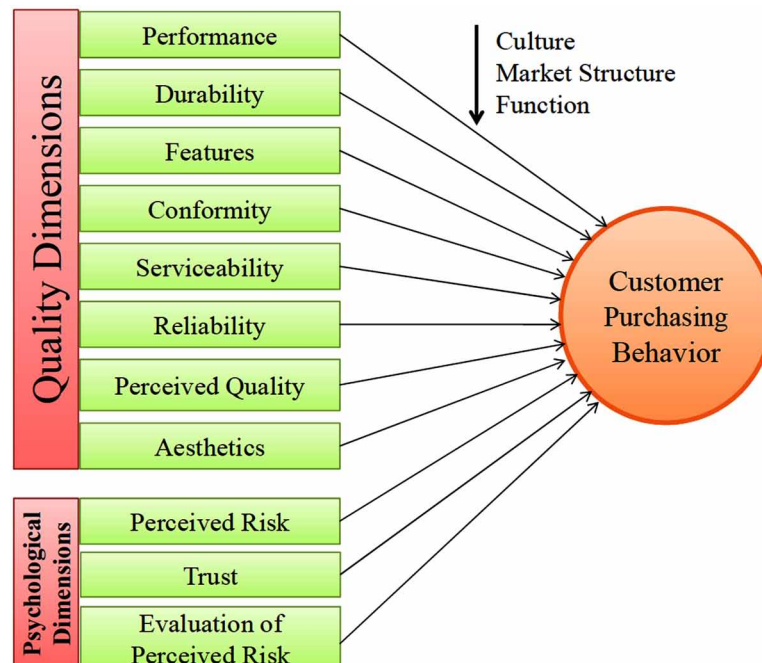 Quality Dimensions
Performance
Durability
Features
Conformity
Serviceability
Reliability
Perceived Quality
Aesthetics
Psychological
Dimensions
Perceived Risk
Trust
Evaluation of
Perceived Risk
Culture
Market Structure
Function
Customer
Purchasing
Behavior